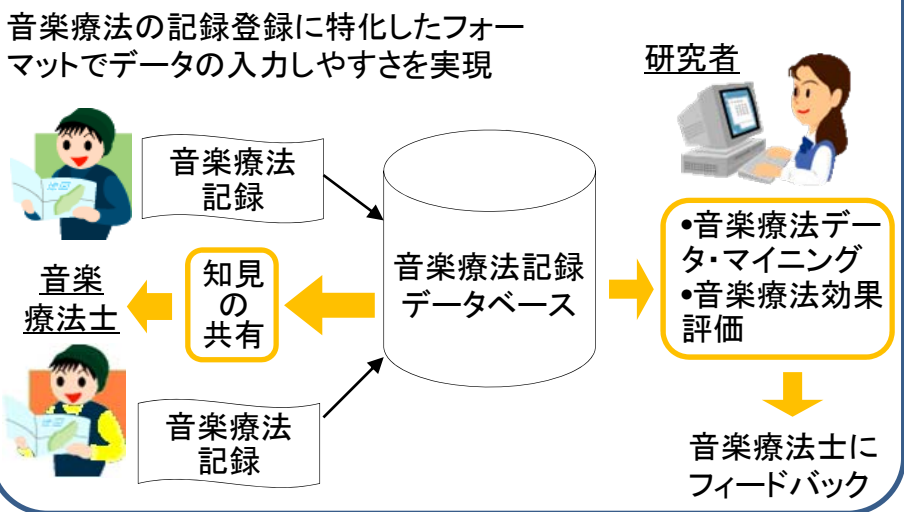 音楽療法の記録登録に特化したフォー
マットでデータの入力しやすさを実現
研究者
音楽療法
記録
音楽
療法士
知見
の
共有
音楽療法記録
データベース
•音楽療法デー
タ・マイニング
•音楽療法効果
評価
音楽療法
記録
音楽療法士に
フィードバック
地図